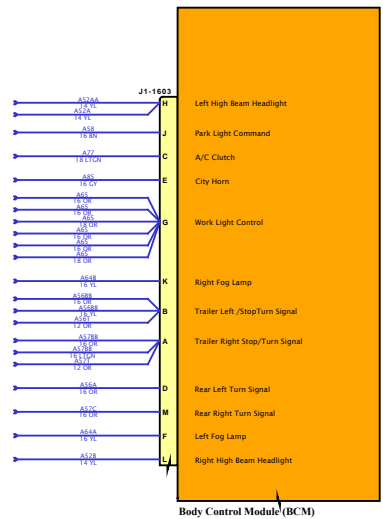 J1-1603
A52AA
14 YL
A52A
14 YL
H Left High Beam Headlight
A58
16 BN
J Park Light Command
A77
18 LTGN
C A/C Clutch
A85
16 GY
E City Horn
A65
16 OR
A65
16 OR
A65
18 OR
A65
16 OR
A65
16 OR
A65
18 OR
G Work Light Control
A64B
16 YL
K Right Fog Lamp
A56BB
16 OR
A56BB
16 YL
A56T
12 OR
B Trailer Left /StopTurn Signal
A57BB
16 OR
A57BB
16 LTGN
A57T
12 OR
A Trailer Right Stop/Turn Signal
A56A
16 OR
D Rear Left Turn Signal
A57C
16 OR
M Rear Right Turn Signal
A64A
16 YL
F Left Fog Lamp
A52B
14 YL
L Right High Beam Headlight
Body Control Module (BCM)